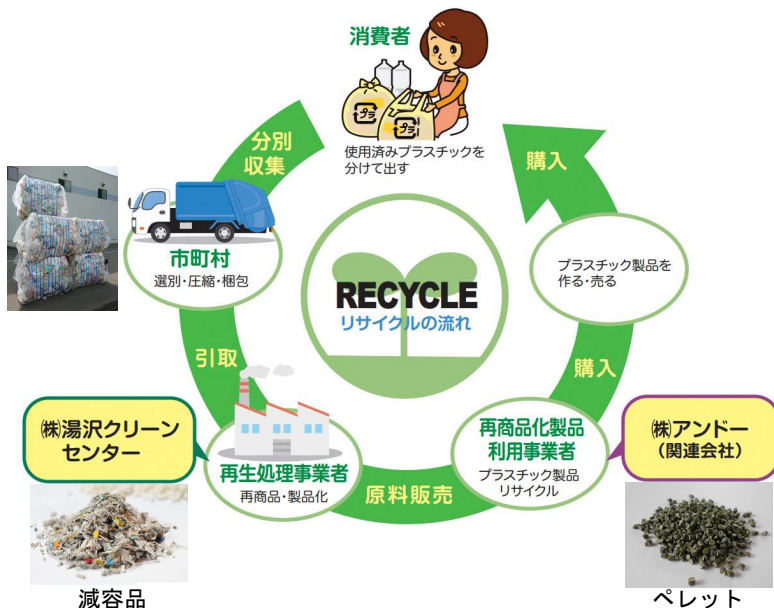 消費者
プラ
プラ
使用済みプラスチックを
分けて出す
分別
収集
市町村
選別・圧縮・梱包
引取
㈱湯沢クリーン
センター
再生処理事業者
再商品・製品化
減容品
原料販売
再商品化製品
利用事業者
プラスチック製品
リサイクル
㈱アンドー
(関連会社)
ペレット
購入
プラスチック製品を
作る・売る
購入
RECYCLE
リサイクルの流れ